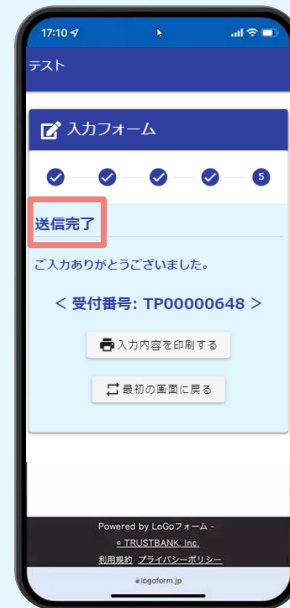 17:10
テスト
入力フォーム
5
送信完了
ご入力ありがとうございました。
< 受付番号: TP00000648 >
入力内容を印刷する
最初の画面に戻る
Powered by LoGoフォーム -
© TRUSTBANK, Inc.
利用規約 プライバシーポリシー
logoform.jp